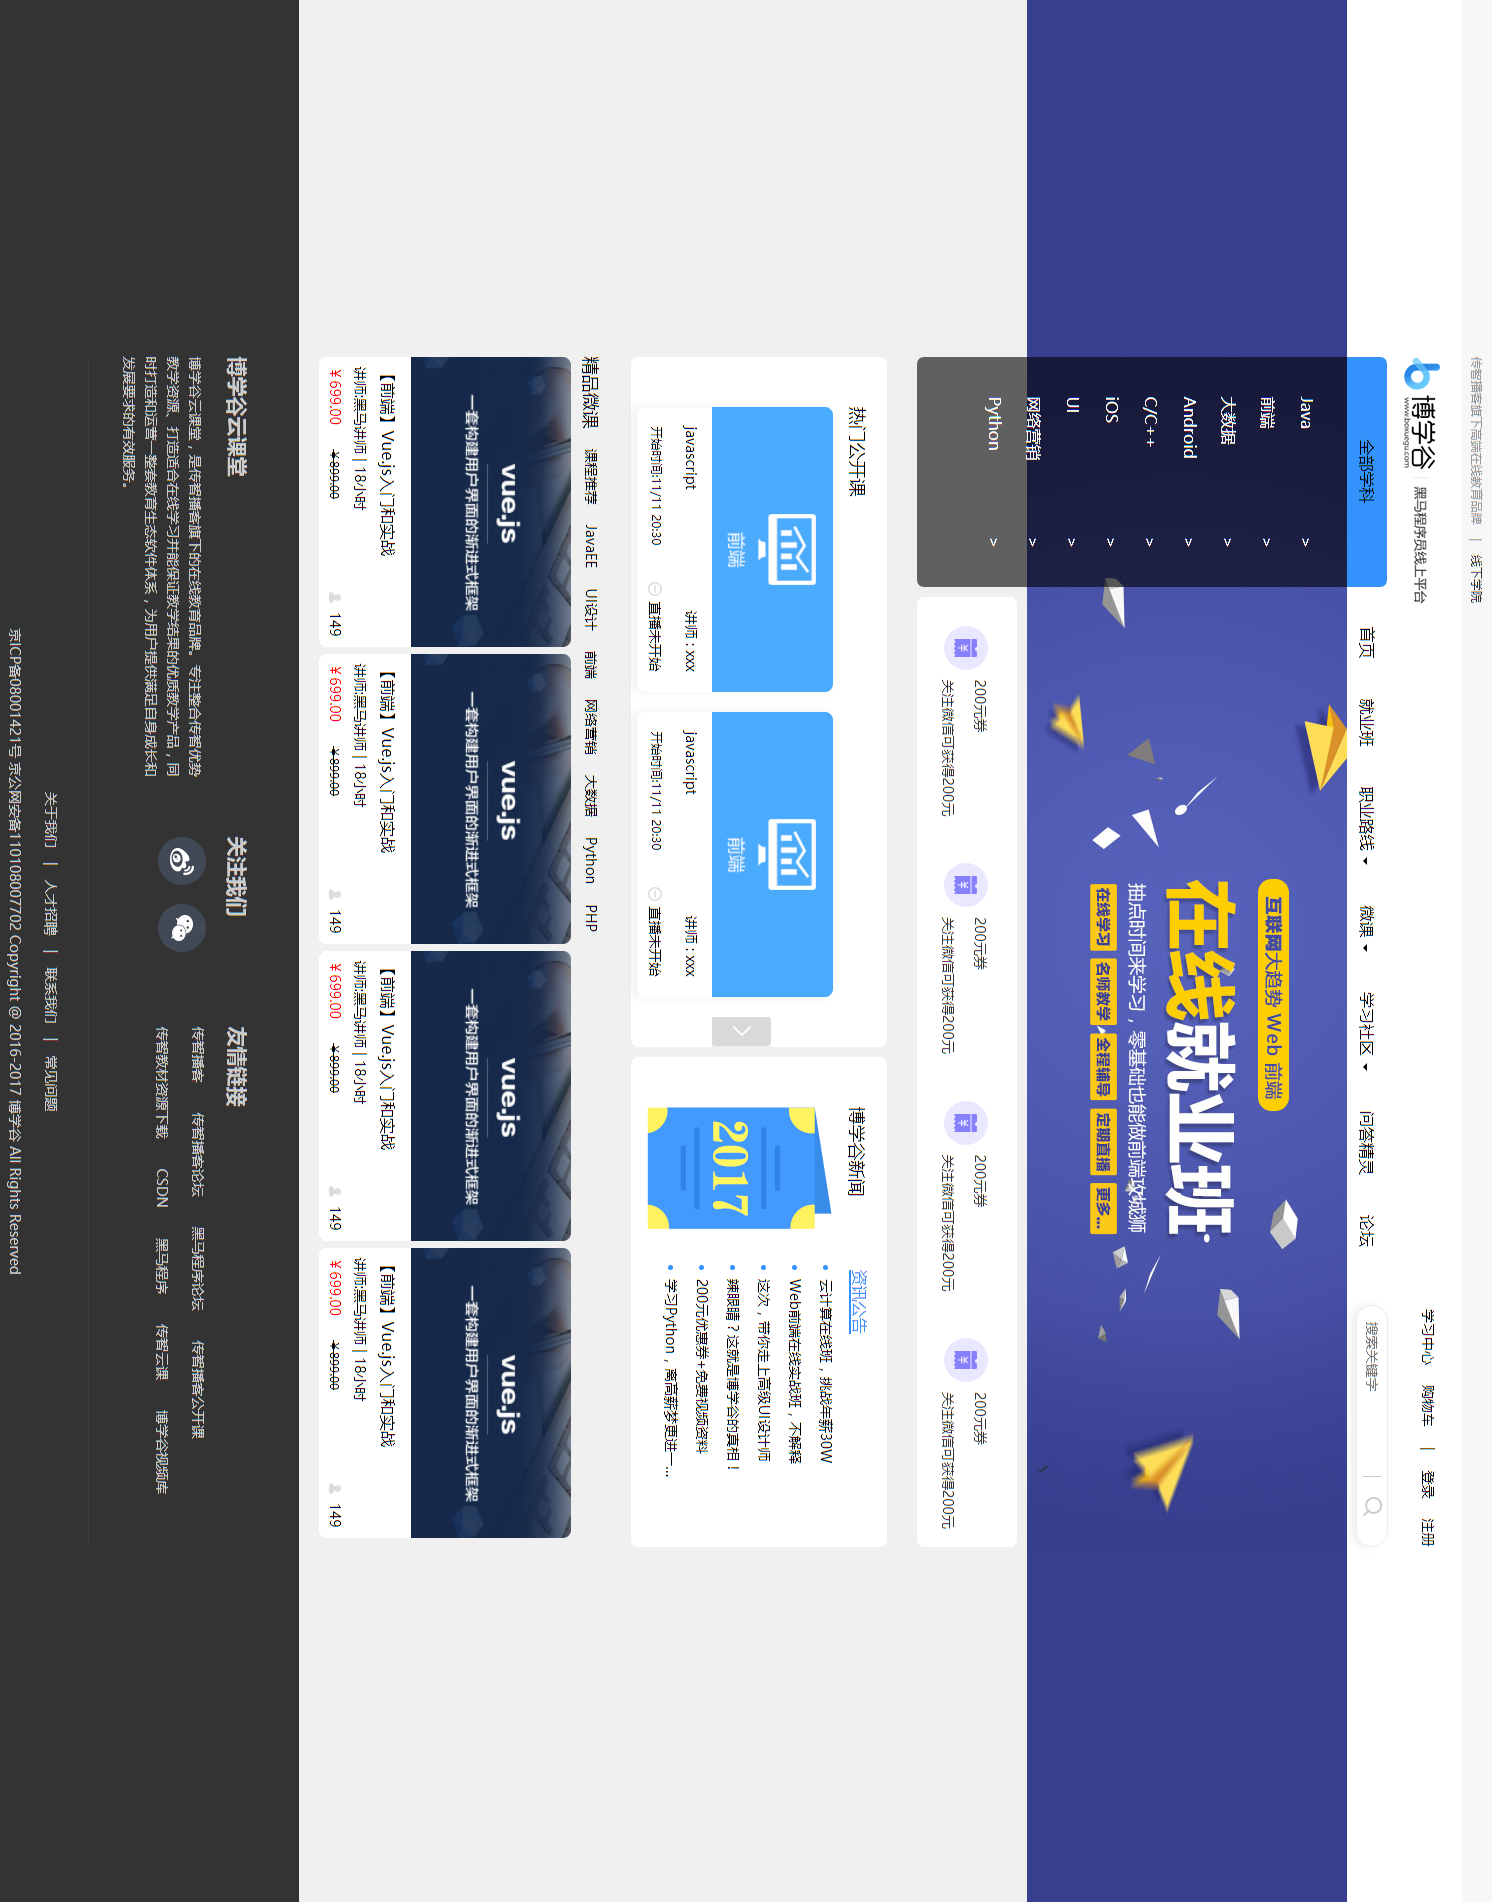 传智播客旗下高端在线教育品牌 | 线下学院
博学谷
www.boxuegu.com
黑马程序员线上平台
学习中心 购物车 | 登录 注册
全部学科 首页 就业班 职业路线 微课 学习社区 问答精灵 论坛
搜索关键字
Java >
前端 >
大数据 >
Android >
C/C++ >
iOS >
UI >
网络营销 >
Python >
互联网大趋势 Web 前端
在线就业班
抽点时间来学习，零基础也能做前端攻城狮
在线学习 名师教学 全程辅导 定期直播 更多...
200元券 200元券 200元券 200元券
关注微信可获得200元 关注微信可获得200元 关注微信可获得200元 关注微信可获得200元
热门公开课
前端 前端
javascript 讲师：xxx javascript 讲师：xxx
开始时间:11/11 20:30 直播未开始 开始时间:11/11 20:30 直播未开始
博学谷新闻
2017
资讯公告
云计算在线班，挑战年薪30W
Web前端在线实战班，不解释
这次，带你走上高级UI设计师
辣眼睛？这就是博学谷的真相！
200元优惠券+免费视频资料
学习Python，离高薪梦更进一...
精品微课 课程推荐 JavaEE UI设计 前端 网络营销 大数据 Python PHP
vue.js vue.js vue.js vue.js
一套构建用户界面的渐进式框架 一套构建用户界面的渐进式框架 一套构建用户界面的渐进式框架 一套构建用户界面的渐进式框架
【前端】Vue.js入门和实战 【前端】Vue.js入门和实战 【前端】Vue.js入门和实战 【前端】Vue.js入门和实战
讲师:黑马讲师 | 18小时 讲师:黑马讲师 | 18小时 讲师:黑马讲师 | 18小时 讲师:黑马讲师 | 18小时
￥699.00 ￥899.00 149 ￥699.00 ￥899.00 149 ￥699.00 ￥899.00 149 ￥699.00 ￥899.00 149
博学谷云课堂
博学谷云课堂，是传智播客旗下的在线教育品牌。专注整合传智优势
教学资源、打造适合在线学习并能保证教学结果的优质教学产品，同
时打造和运营一整套教育生态软件体系，为用户提供满足自身成长和
发展要求的有效服务。
关注我们
友情链接
传智播客 传智播客论坛 黑马程序论坛 传智播客公开课
传智教材资源下载 CSDN 黑马程序 传智云课 博学谷视频库
关于我们 | 人才招聘 | 联系我们 | 常见问题
京ICP备08001421号 京公网安备110108007702 Copyright @ 2016-2017 博学谷 All Rights Reserved